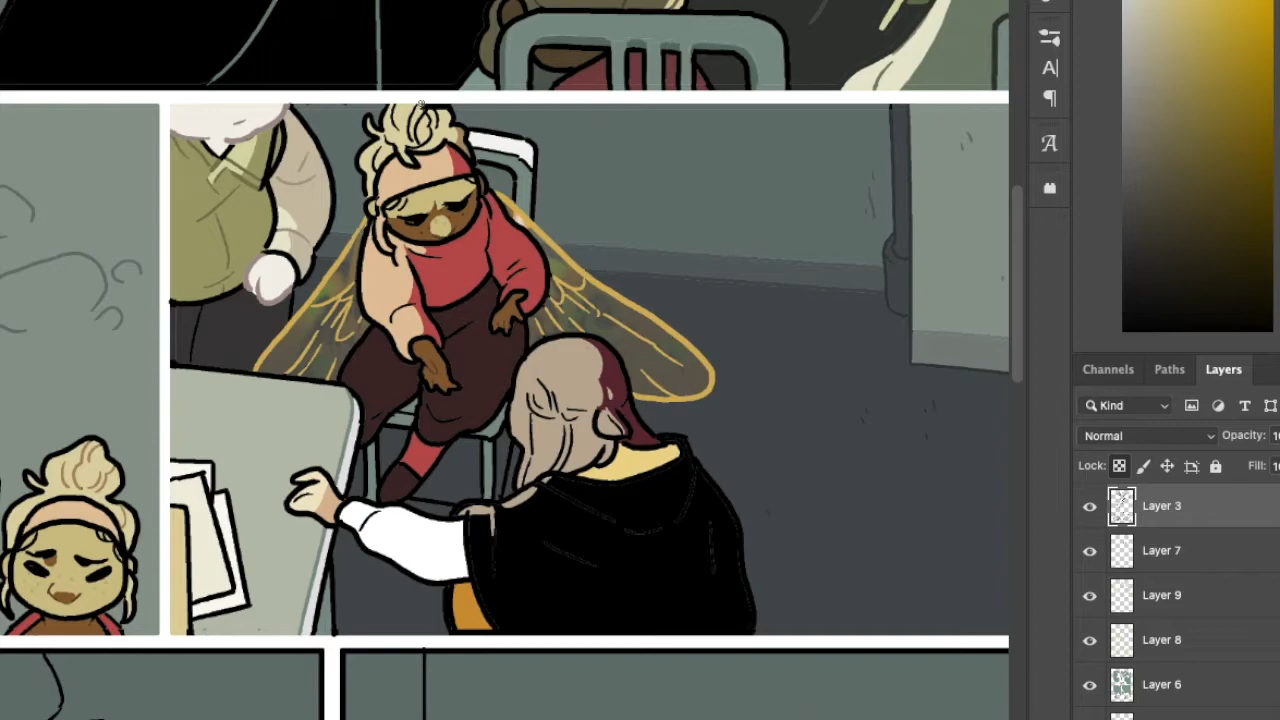 Channels Paths Layers
Kind
Normal Opacity:
Lock: Fill:
Layer 3
Layer 7
Layer 9
Layer 8
Layer 6